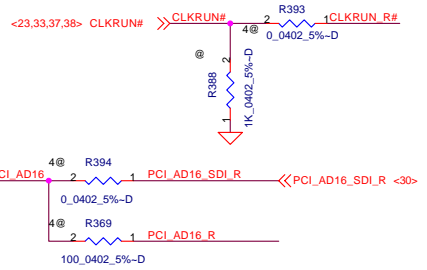 <23,33,37,38> CLKRUN# CLKRUN# 4@ 2 R393 1 CLKRUN_R#
0_0402_5%~D
@ 2 R388 1 1K_0402_5%~D
CI_AD16 4@ 2 R394 1 PCI_AD16_SDI_R PCI_AD16_SDI_R <30>
0_0402_5%~D
4@ 2 R369 1 PCI_AD16_R
100_0402_5%~D